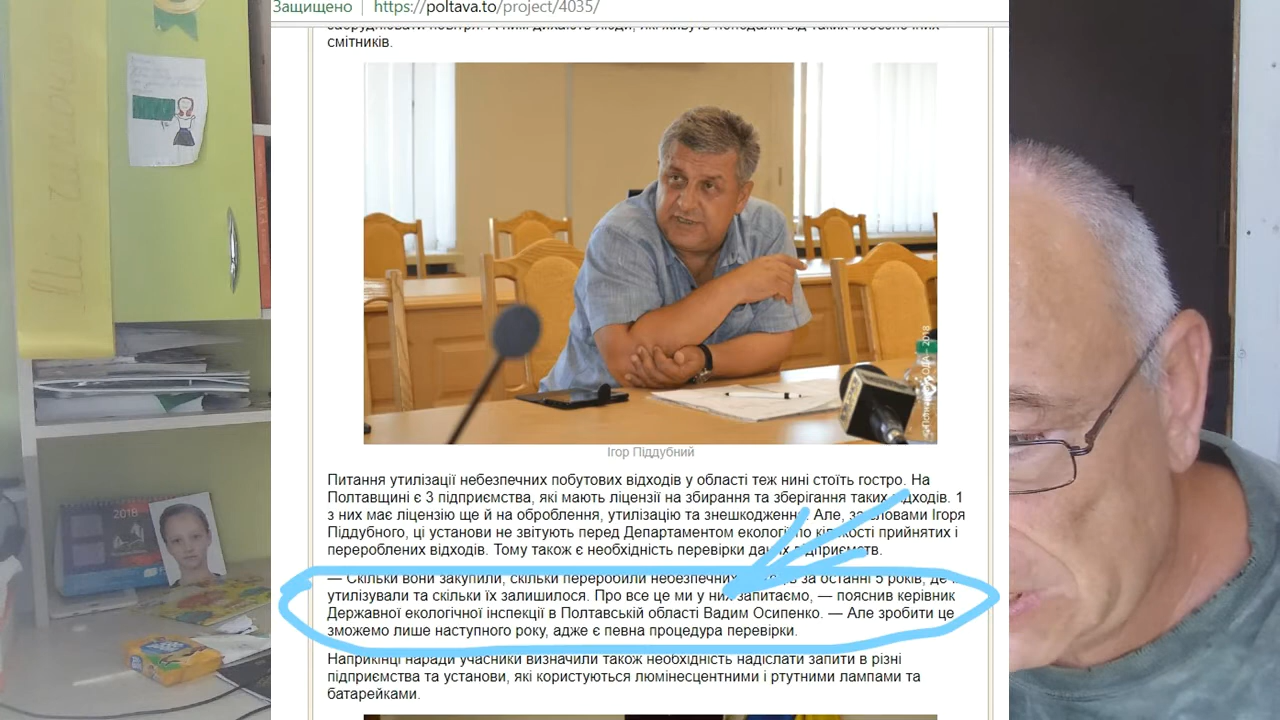 Защищено | https://poltava.to/project/4035/
смітників.
2018
Ігор Піддубний
Питання утилізації небезпечних побутових відходів у області теж нині стоїть гостро. На
Полтавщині є 3 підприємства, які мають ліцензії на збирання та зберігання таких відходів. 1
з них має ліцензію ще й на оброблення, утилізацію та знешкодження. Але, за словами Ігоря
Піддубного, ці установи не звітують перед Департаментом екології по кількості прийнятих і
перероблених відходів. Тому також є необхідність перевірки даних підприємств.
— Скільки вони закупили, скільки переробили небезпечних за останні 5 років, де
утилізували та скільки їх залишилося. Про все це ми у них запитаємо, — пояснив керівник
Державної екологічної інспекції в Полтавській області Вадим Осипенко. — Але зробити це
зможемо лише наступного року, адже є певна процедура перевірки.
Наприкінці наради учасники визначили також необхідність надіслати запити в різні
підприємства та установи, які користуються люмінесцентними і ртутними лампами та
батарейками.
2018